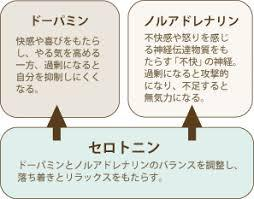 ドーパミン
快感や喜びをもたらし、やる気を高める
一方、過剰になると
自分を抑制しにくく
なる。
ノルアドレナリン
不快感や怒りを感じ
る神経伝達物質をも
たらす「不快」の神経。
過剰になると攻撃的
になり、不足すると
無気力になる。
セロトニン
ドーパミンとノルアドレナリンのバランスを調整し、
落ち着きとリラックスをもたらす。